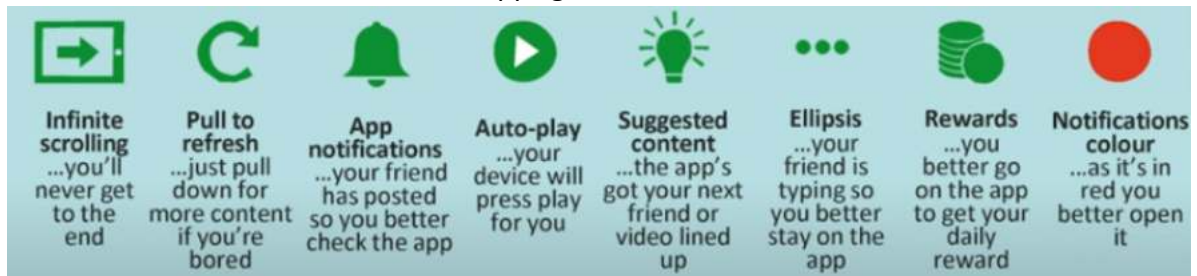 Infinite
scrolling
...you'll
never get
to the
end
Pull to
refresh
...just pull
down for
more content
if you're
bored
App
notifications
...your friend
has posted
so you better
check the app
Auto-play
...your
device will
press play
for you
Suggested
content
...the app's
got your next
friend or
video lined
up
Ellipsis
...your
friend is
typing so
you better
stay on the
app
Rewards
...you
better go
on the app
to get your
daily
reward
Notifications
colour
...as it's in
red you
better open
it